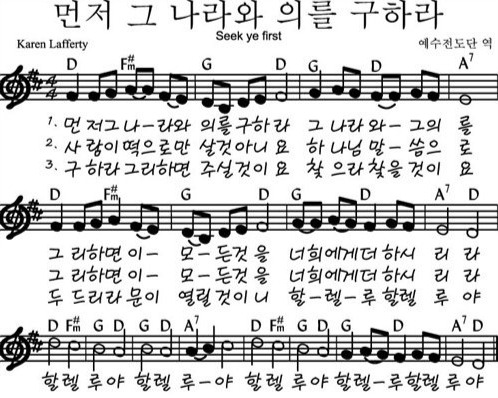 먼저 그 나라와 의를 구하라
Seek ye first
Karen Lafferty 예수전도단 역
D F#m G D G D A7
4/4
1. 먼 저그 나-라와 의를 구하 라 그 나라 와- 그의 를
2. 사 랑이 떡으로만 살것 아니 요 하 나님 말- 씀으 로
3. 구 하라 그리하면 주실 것이 요 찾 으라 찾을 것이 요
D F#m G D G D A7 D
그 리하면 이- 모- 든것 을 너희에게더 하시 리 라
그 리하면 이- 모- 든것 을 너희에게더 하시 리 라
두 드리라 문이 열릴 것이 니 할-렐-루 할렐 루 야
D F#m G D G D A7 D F#m G D G A7 D
할렐 루야 할렐 루-야 할렐 루야 할렐-루할렐 루야